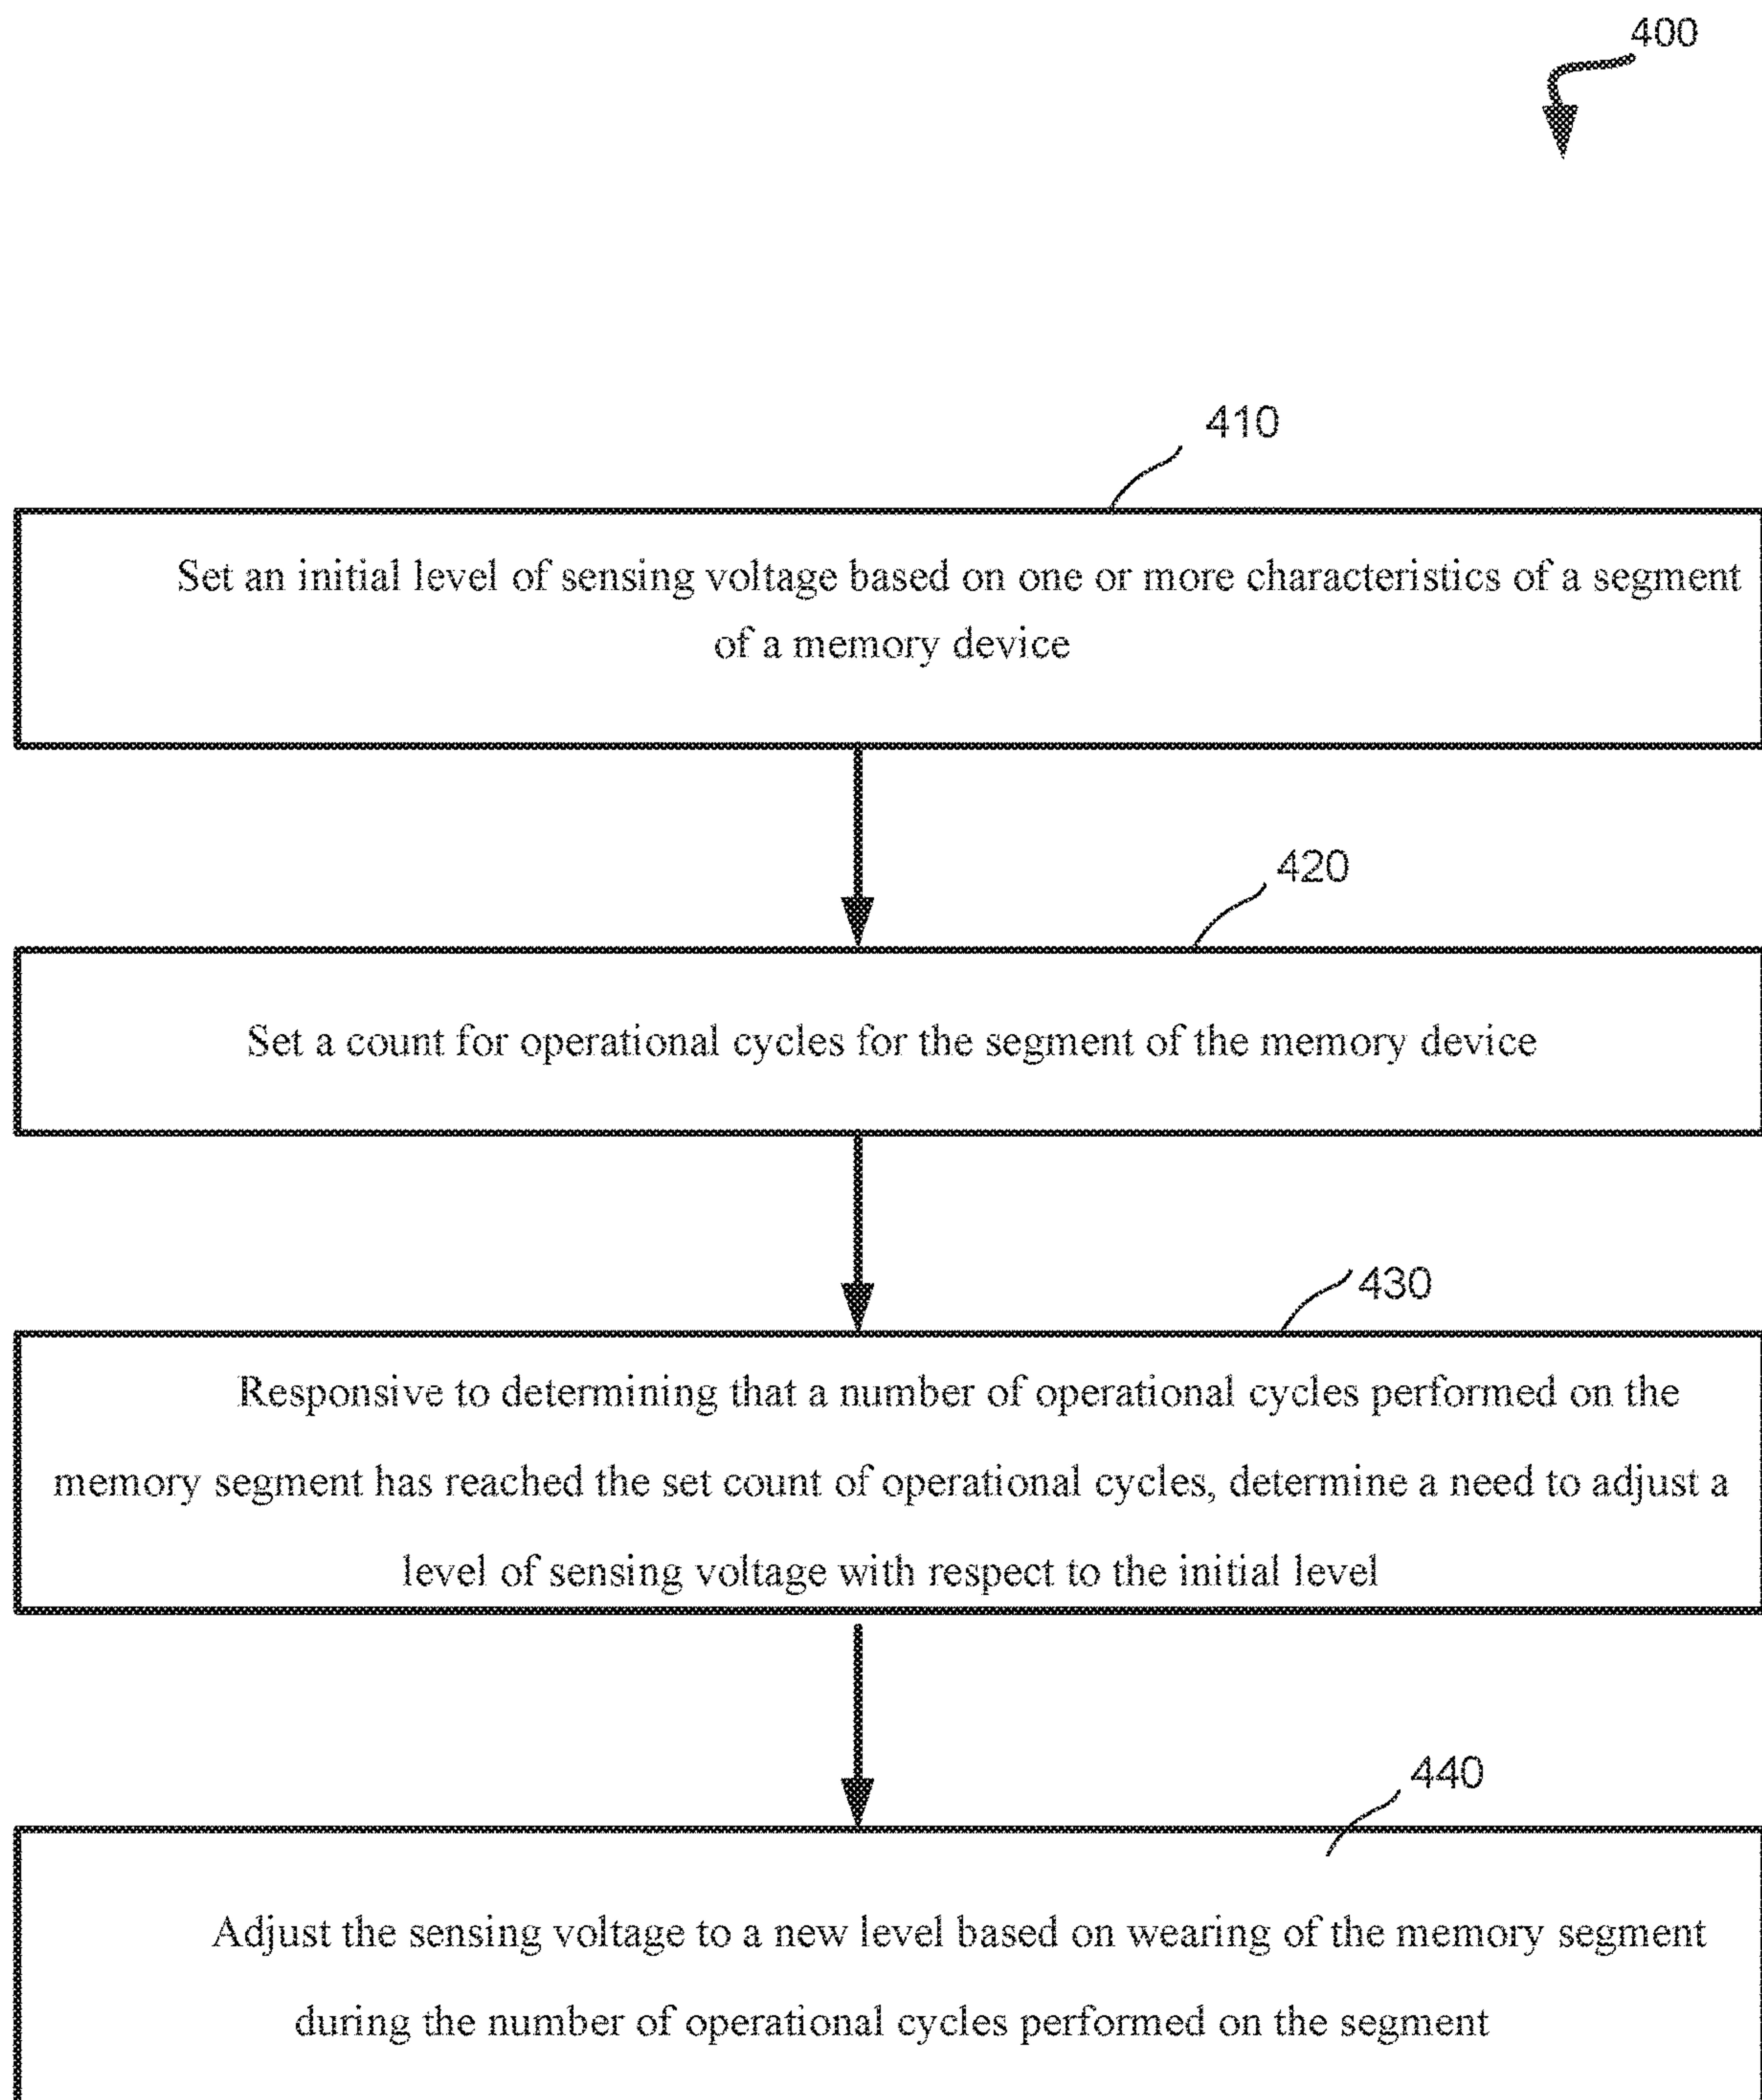 400
410
Set an initial level of sensing voltage based on one or more characteristics of a segment
of a memory device
420
Set a count for operational cycles for the segment of the memory device
430
Responsive to determining that a number of operational cycles performed on the
memory segment has reached the set count of operational cycles, determine a need to adjust a
level of sensing voltage with respect to the initial level
440
Adjust the sensing voltage to a new level based on wearing of the memory segment
during the number of operational cycles performed on the segment